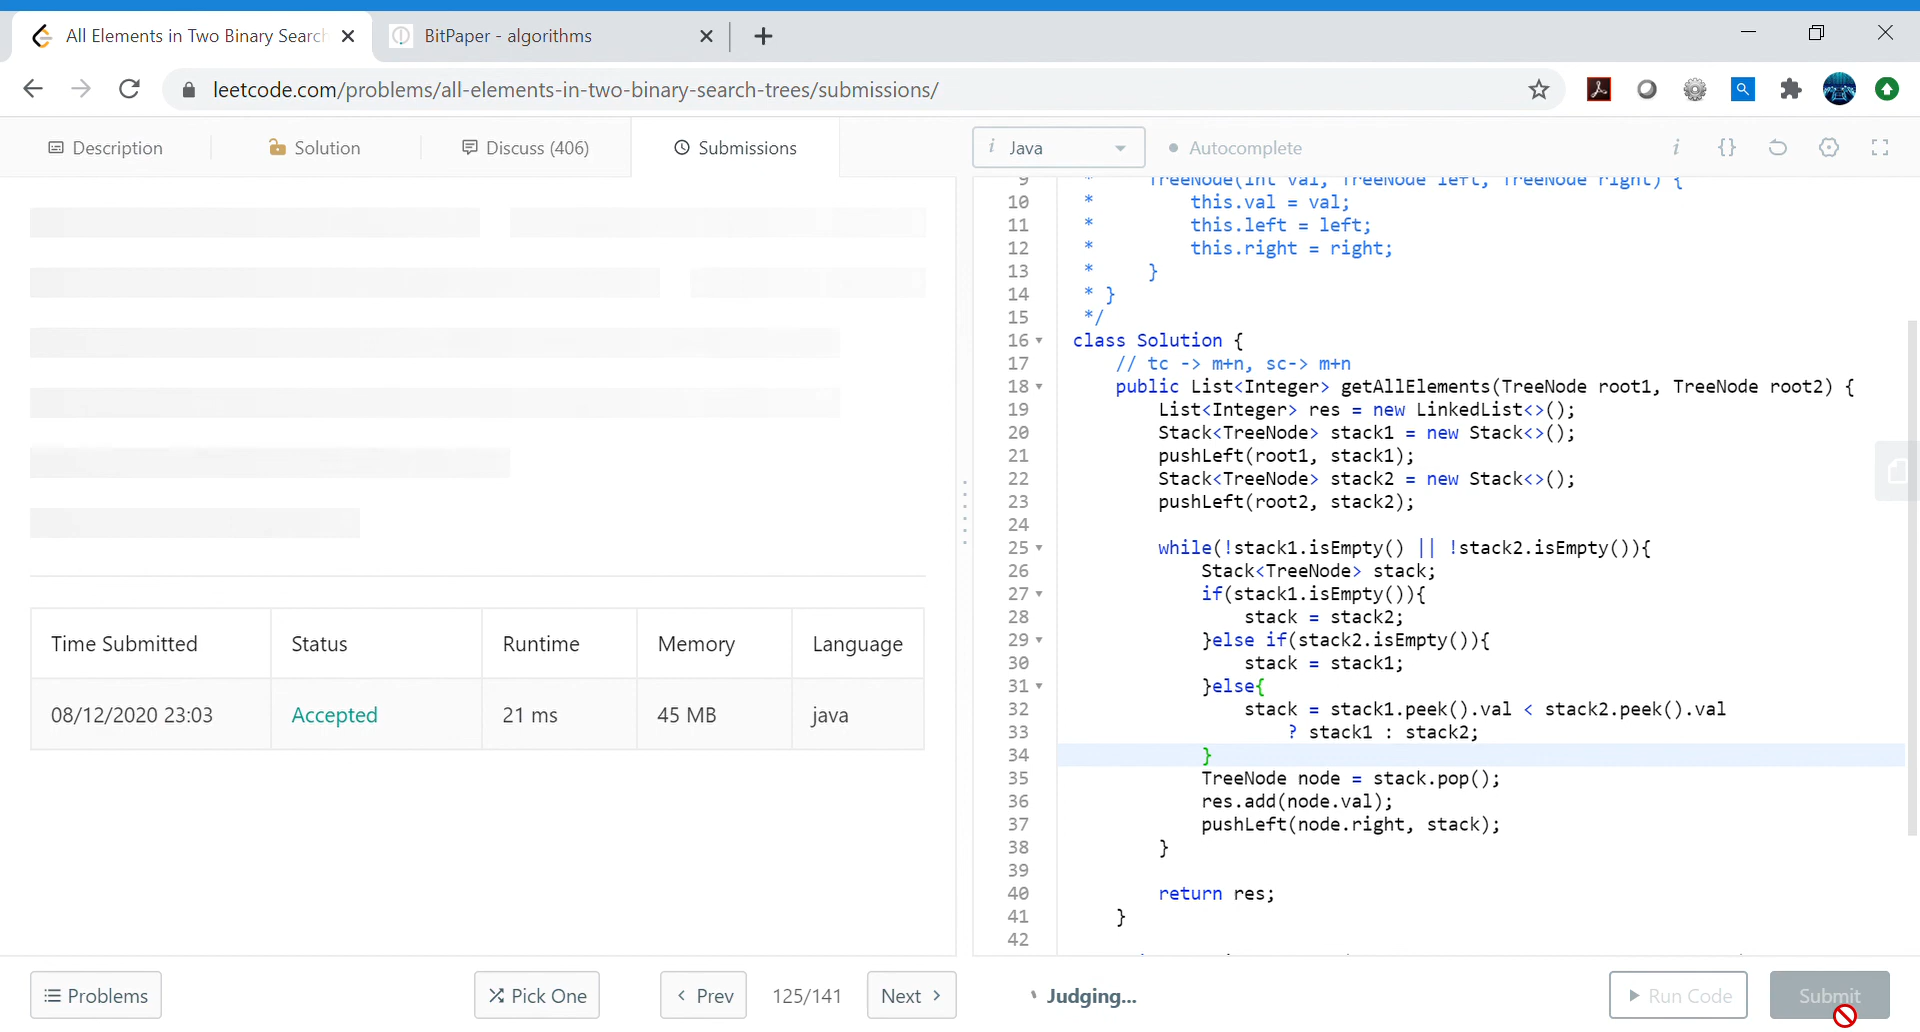 All Elements in Two Binary Search
BitPaper - algorithms
leetcode.com/problems/all-elements-in-two-binary-search-trees/submissions/
Description
Solution
Discuss (406)
Submissions
i Java
Autocomplete
i {}
9 * TreeNode(int val, TreeNode left, TreeNode right) {
10 * this.val = val;
11 * this.left = left;
12 * this.right = right;
13 * }
14 * }
15 */
16 class Solution {
17 // tc -> m+n, sc-> m+n
18 public List<Integer> getAllElements(TreeNode root1, TreeNode root2) {
19 List<Integer> res = new LinkedList<>();
20 Stack<TreeNode> stack1 = new Stack<>();
21 pushLeft(root1, stack1);
22 Stack<TreeNode> stack2 = new Stack<>();
23 pushLeft(root2, stack2);
24
25 while(!stack1.isEmpty() || !stack2.isEmpty()){
26 Stack<TreeNode> stack;
27 if(stack1.isEmpty()){
28 stack = stack2;
29 }else if(stack2.isEmpty()){
30 stack = stack1;
31 }else{
32 stack = stack1.peek().val < stack2.peek().val
33 ? stack1 : stack2;
34 }
35 TreeNode node = stack.pop();
36 res.add(node.val);
37 pushLeft(node.right, stack);
38 }
39
40 return res;
41 }
42
Time Submitted Status Runtime Memory Language
08/12/2020 23:03 Accepted 21 ms 45 MB java
Problems
Pick One
Prev
125/141
Next
Judging...
Run Code
Submit